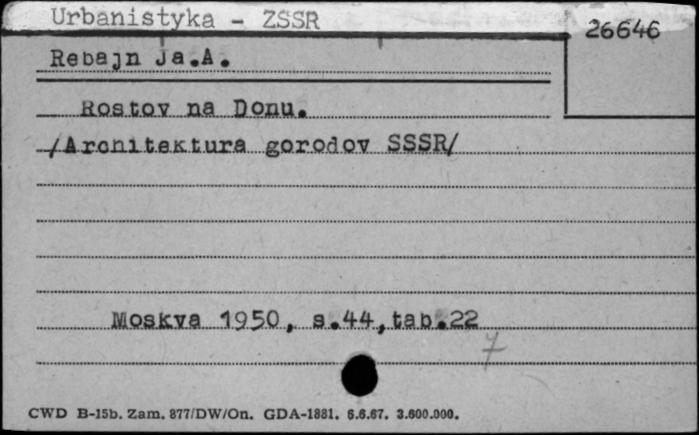 Urbanistyka - ZSSR
26646
Rebajn Ja.A.
Rostov na Donu.
/Architektura gorodov SSSR/
Moskva 1950, s.44,tab.22
7
CWD B-15b. Zam. 877/DW/On. GDA-1881. 6.6.67. 3.600.000.